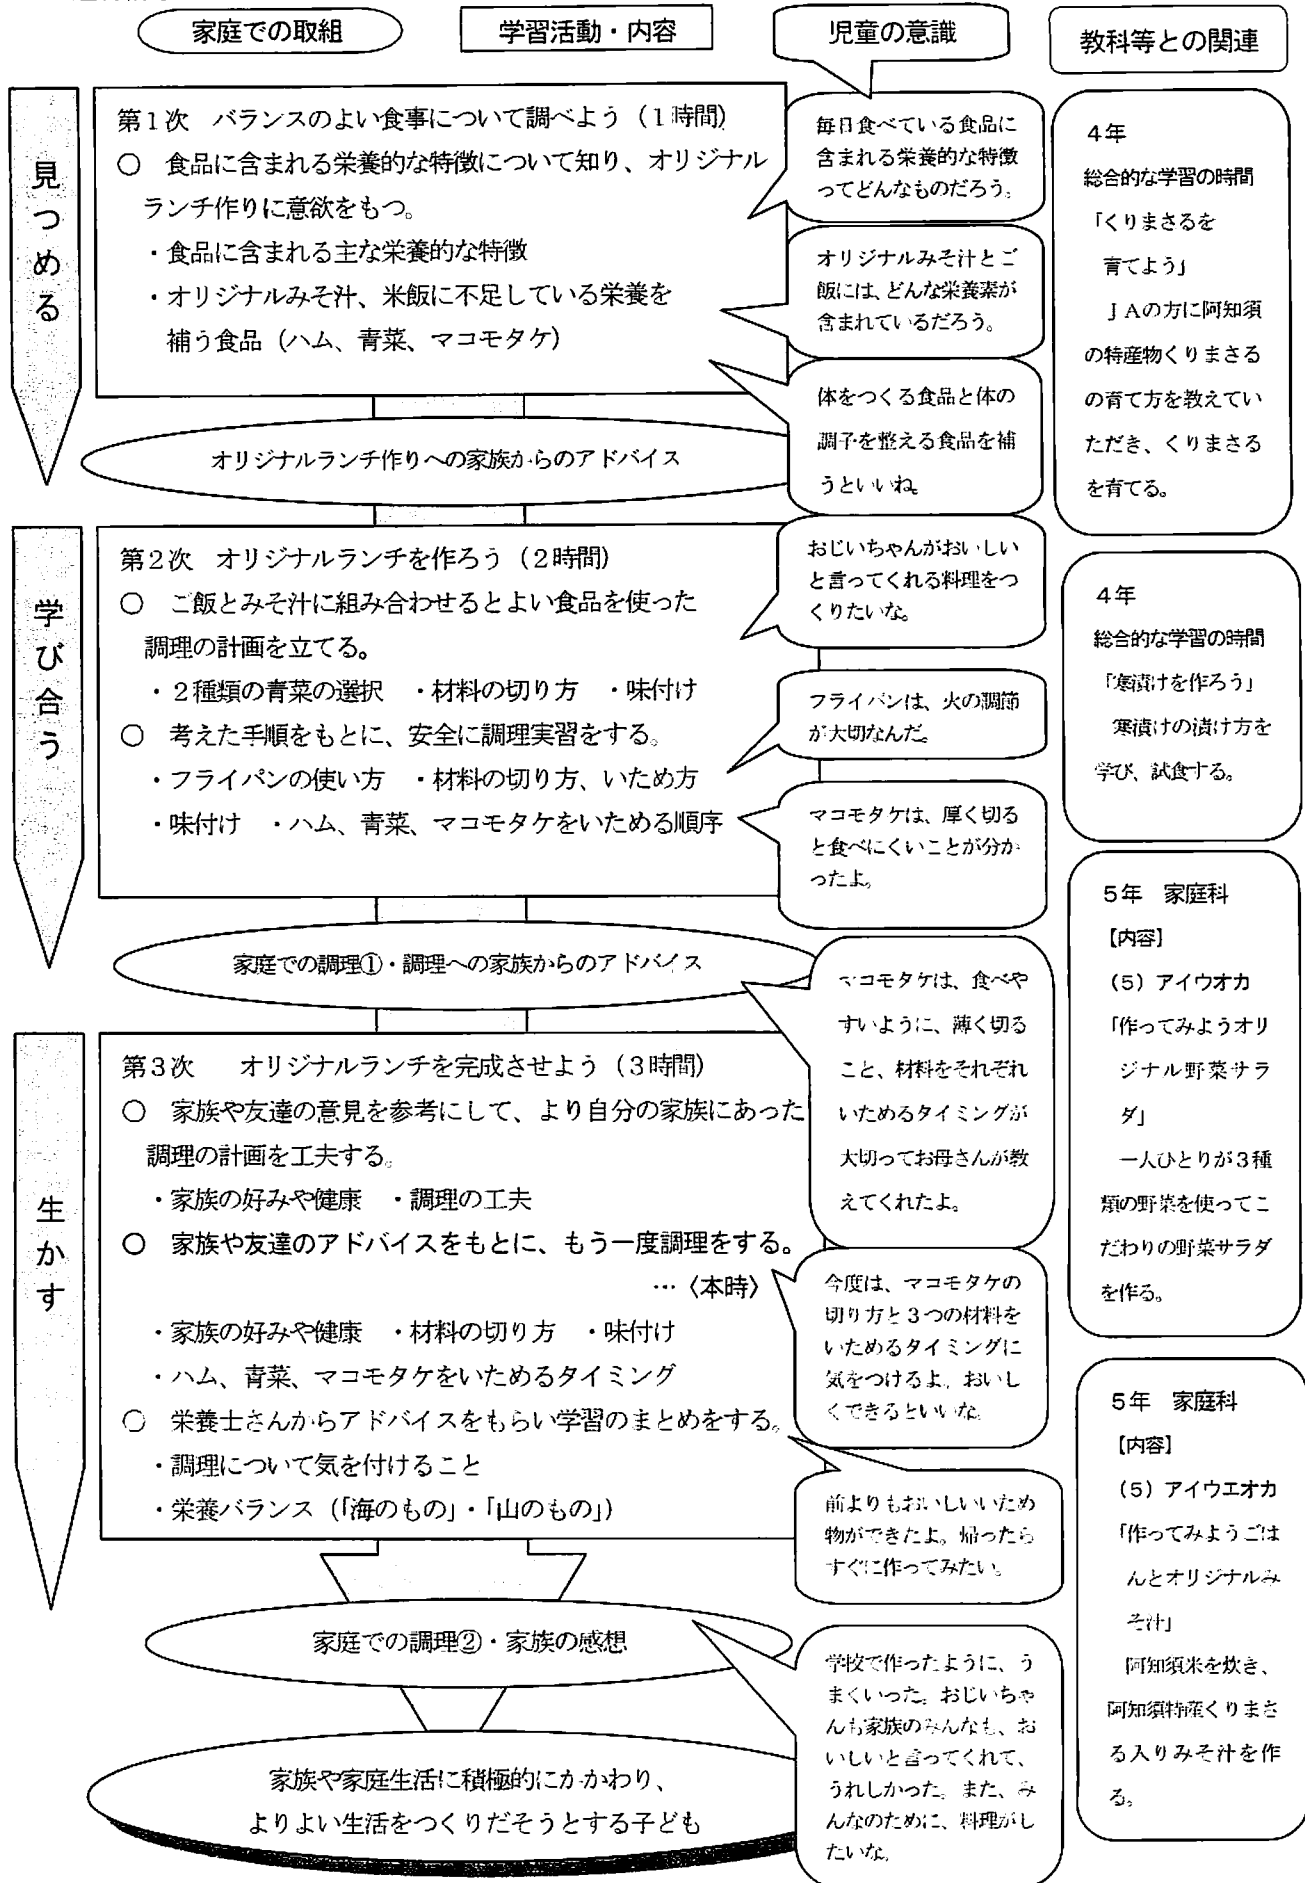 家庭での取組
学習活動・内容
児童の意識
教科等との関連
見つめる
第1次 バランスのよい食事について調べよう（1時間）
○ 食品に含まれる栄養的な特徴について知り、オリジナル
ランチ作りに意欲をもつ。
・食品に含まれる主な栄養的な特徴
・オリジナルみそ汁、米飯に不足している栄養を
補う食品（ハム、青菜、マコモタケ）
毎日食べている食品に
含まれる栄養的な特徴
ってどんなものだろう。
オリジナルみそ汁とご
飯には、どんな栄養素が
含まれているだろう。
体をつくる食品と体の
調子を整える食品を補
うといいね。
オリジナルランチ作りへの家族からのアドバイス
学び合う
第2次 オリジナルランチを作ろう（2時間）
○ ご飯とみそ汁に組み合わせるとよい食品を使った
調理の計画を立てる。
・2種類の青菜の選択 ・材料の切り方 ・味付け
○ 考えた手順をもとに、安全に調理実習をする。
・フライパンの使い方 ・材料の切り方、いため方
・味付け ・ハム、青菜、マコモタケをいためる順序
おじいちゃんがおいしい
と言ってくれる料理をつ
くりたいな。
フライパンは、火の調節
が大切なんだ。
マコモタケは、厚く切る
と食べにくいことが分か
ったよ。
家庭での調理①・調理への家族からのアドバイス
マコモタケは、食べや
すいように、薄く切る
こと、材料をそれぞれ
いためるタイミングが
大切ってお母さんが教
えてくれたよ。
生かす
第3次 オリジナルランチを完成させよう（3時間）
○ 家族や友達の意見を参考にして、より自分の家族にあった
調理の計画を工夫する。
・家族の好みや健康 ・調理の工夫
○ 家族や友達のアドバイスをもとに、もう一度調理をする。
…〈本時〉
・家族の好みや健康 ・材料の切り方 ・味付け
・ハム、青菜、マコモタケをいためるタイミング
○ 栄養士さんからアドバイスをもらい学習のまとめをする。
・調理について気を付けること
・栄養バランス（「海のもの」・「山のもの」）
今度は、マコモタケの
切り方と3つの材料を
いためるタイミングに
気をつけるよ。おいし
くできるといいな。
前よりもおいしいいため
物ができたよ。帰ったら
すぐに作ってみたい。
家庭での調理②・家族の感想
学校で作ったように、う
まくいった。おじいちゃ
んも家族のみんなも、お
いしいと言ってくれて、
うれしかった。また、み
んなのために、料理がし
たいな。
家族や家庭生活に積極的にかかわり、
よりよい生活をつくりだそうとする子ども
4年
総合的な学習の時間
「くりまさるを
育てよう」
ＪＡの方に阿知須
の特産物くりまさる
の育て方を教えてい
ただき、くりまさる
を育てる。
4年
総合的な学習の時間
「寒漬けを作ろう」
寒漬けの漬け方を
学び、試食する。
5年 家庭科
【内容】
(5) アイウオカ
「作ってみようオリ
ジナル野菜サラ
ダ」
一人ひとりが3種
類の野菜を使ってこ
だわりの野菜サラダ
を作る。
5年 家庭科
【内容】
(5) アイウエオカ
「作ってみようごは
んとオリジナルみ
そ汁」
阿知須米を炊き、
阿知須特産くりまさ
る入りみそ汁を作
る。